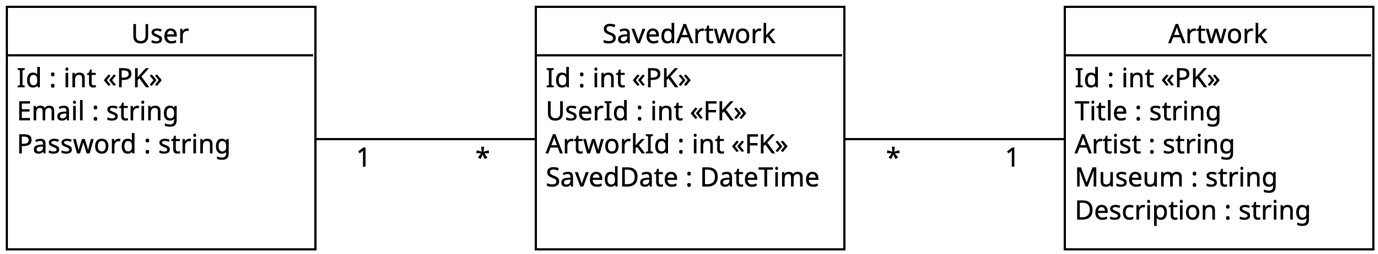 User
Id : int «PK»
Email : string
Password : string
1
*
SavedArtwork
Id : int «PK»
UserId : int «FK»
ArtworkId : int «FK»
SavedDate : DateTime
*
1
Artwork
Id : int «PK»
Title : string
Artist : string
Museum : string
Description : string